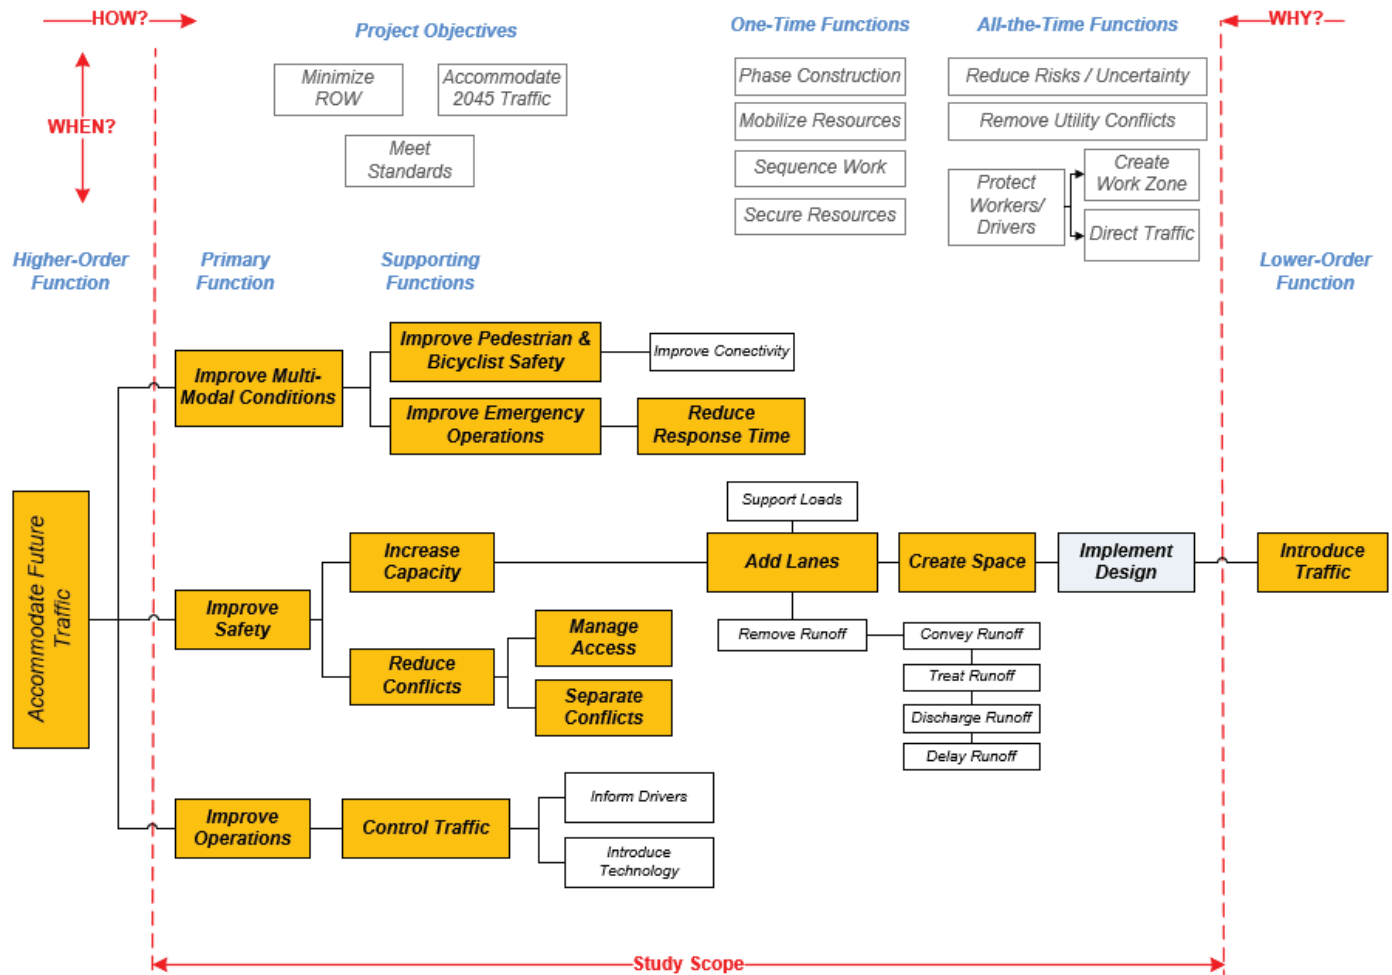 HOW?
WHY?
WHEN?
Project Objectives
Minimize
ROW
Accommodate
2045 Traffic
Meet
Standards
One-Time Functions
Phase Construction
Mobilize Resources
Sequence Work
Secure Resources
All-the-Time Functions
Reduce Risks / Uncertainty
Remove Utility Conflicts
Protect
Workers/
Drivers
Create
Work Zone
Direct Traffic
Higher-Order
Function
Primary
Function
Supporting
Functions
Lower-Order
Function
Accommodate Future
Traffic
Improve Multi-
Modal Conditions
Improve Pedestrian &
Bicyclist Safety
Improve Conectivity
Improve Emergency
Operations
Reduce
Response Time
Improve
Safety
Increase
Capacity
Support Loads
Add Lanes
Create Space
Implement
Design
Introduce
Traffic
Reduce
Conflicts
Manage
Access
Separate
Conflicts
Remove Runoff
Convey Runoff
Treat Runoff
Discharge Runoff
Delay Runoff
Improve
Operations
Control Traffic
Inform Drivers
Introduce
Technology
Study Scope